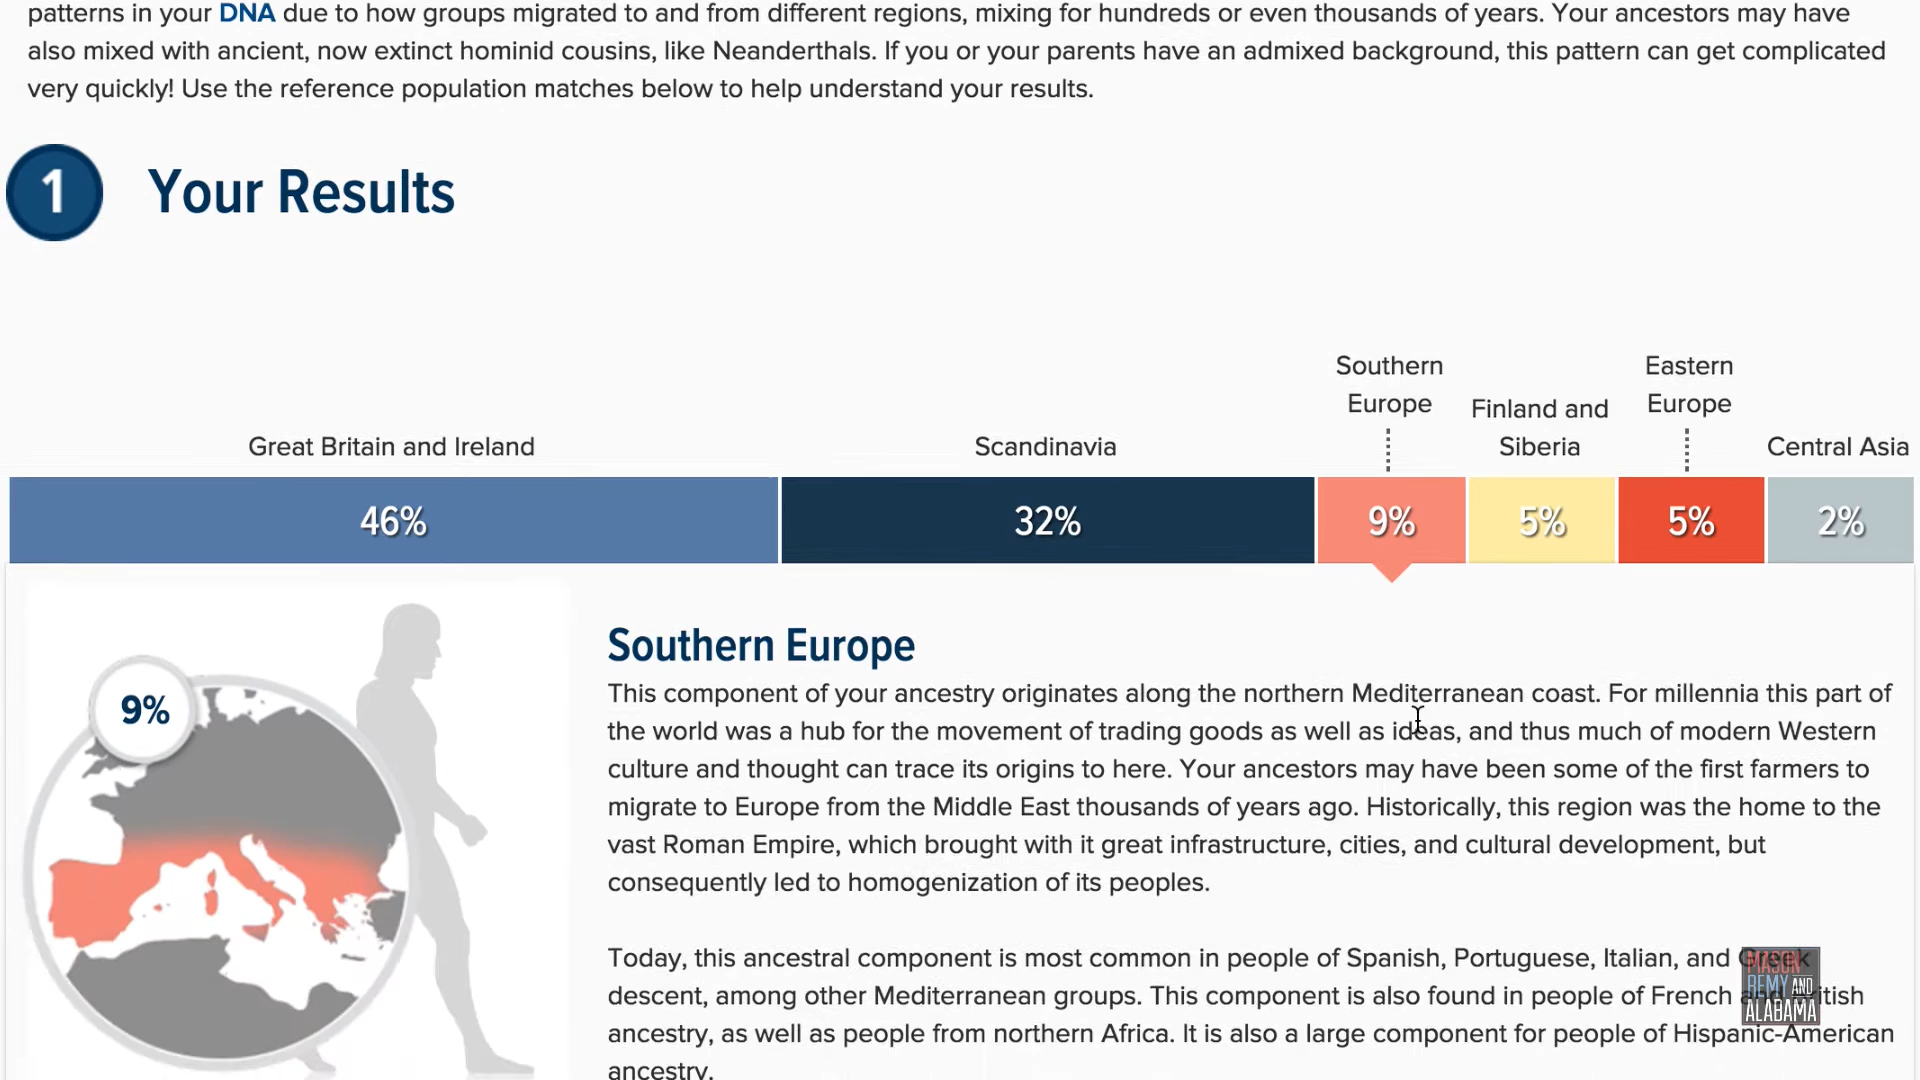 patterns in your DNA due to how groups migrated to and from different regions, mixing for hundreds or even thousands of years. Your ancestors may have
also mixed with ancient, now extinct hominid cousins, like Neanderthals. If you or your parents have an admixed background, this pattern can get complicated
very quickly! Use the reference population matches below to help understand your results.
1 Your Results
Great Britain and Ireland
Scandinavia
Southern
Europe
Finland and
Siberia
Eastern
Europe
Central Asia
46% 32% 9% 5% 5% 2%
9%
Southern Europe
This component of your ancestry originates along the northern Mediterranean coast. For millennia this part of
the world was a hub for the movement of trading goods as well as ideas, and thus much of modern Western
culture and thought can trace its origins to here. Your ancestors may have been some of the first farmers to
migrate to Europe from the Middle East thousands of years ago. Historically, this region was the home to the
vast Roman Empire, which brought with it great infrastructure, cities, and cultural development, but
consequently led to homogenization of its peoples.
Today, this ancestral component is most common in people of Spanish, Portuguese, Italian, and Greek
descent, among other Mediterranean groups. This component is also found in people of French and British
ancestry, as well as people from northern Africa. It is also a large component for people of Hispanic-American
ancestry.
MASON
REMY AND
ALABAMA